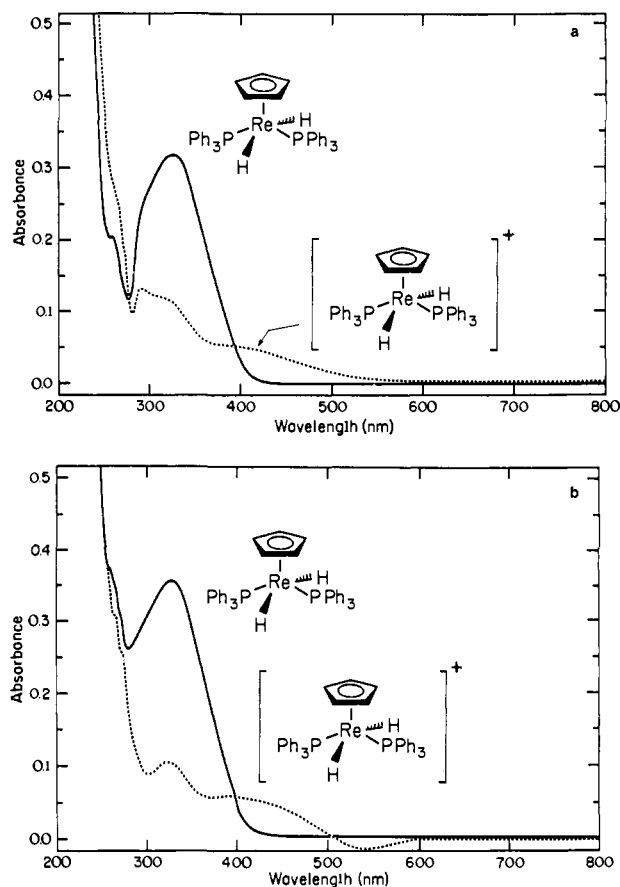 a
0.5
0.4
0.3
0.2
0.1
0.0
Absorbance
Re
H
Ph3P
PPh3
H
+
Re
H
Ph3P
PPh3
H
200 300 400 500 600 700 800
Wavelength (nm)
b
0.5
0.4
0.3
0.2
0.1
0.0
Absorbance
Re
H
Ph3P
PPh3
H
+
Re
H
Ph3P
PPh3
H
200 300 400 500 600 700 800
Wavelength (nm)